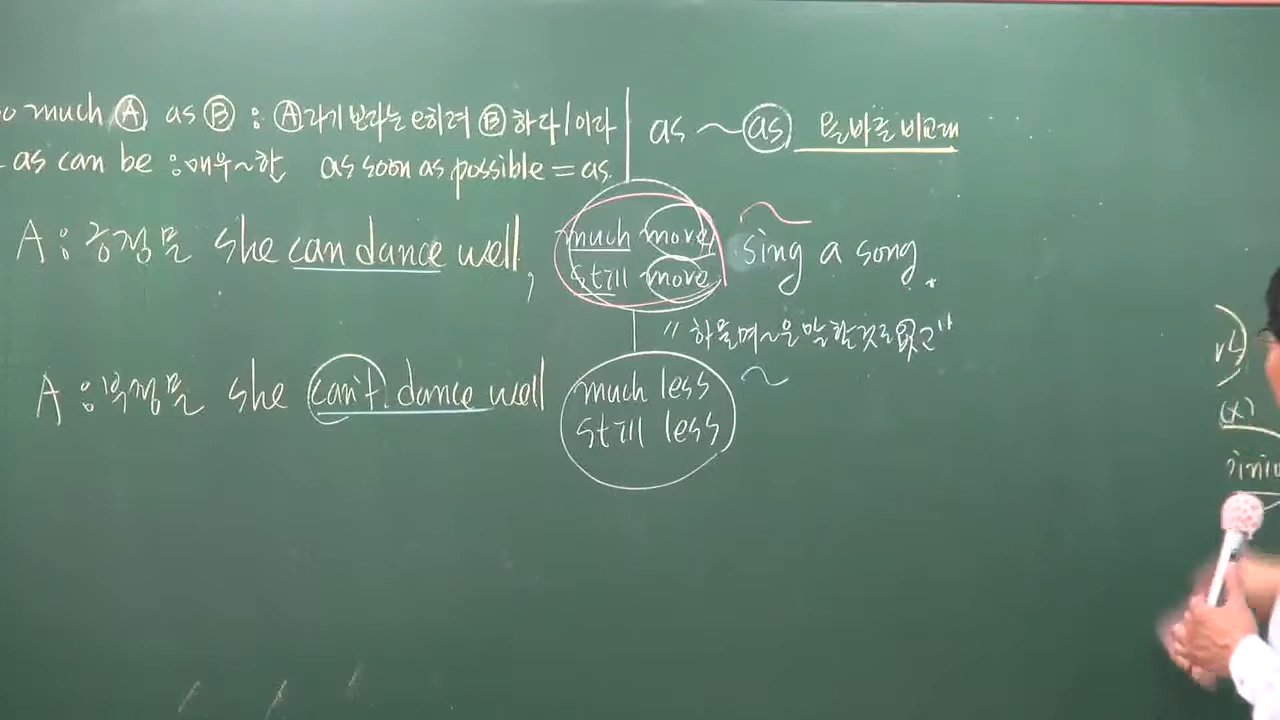 much Ⓐ as Ⓑ : Ⓐ라기 보다는 오히려 Ⓑ 하다/이라
as can be : 매우~한 as soon as possible = as
as ~ as 올바른 비교대
A : 긍정문 she can dance well, much more sing a song.
still more
" 하물며 ~은 말할것도 없고 "
A : 부정문 she can't dance well much less ~
still less
(x)